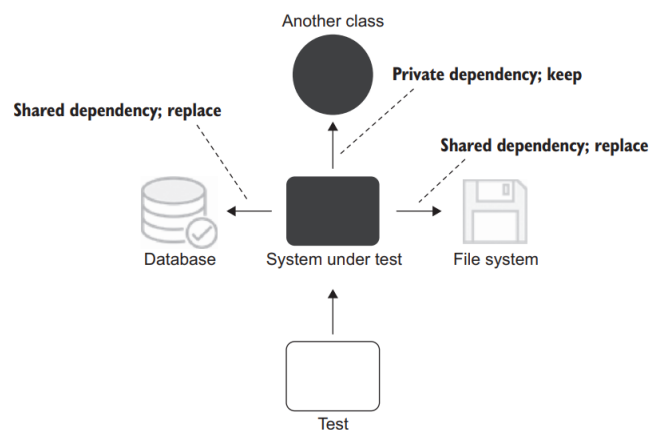 Another class
Private dependency; keep
Shared dependency; replace
Shared dependency; replace
Database
System under test
File system
Test